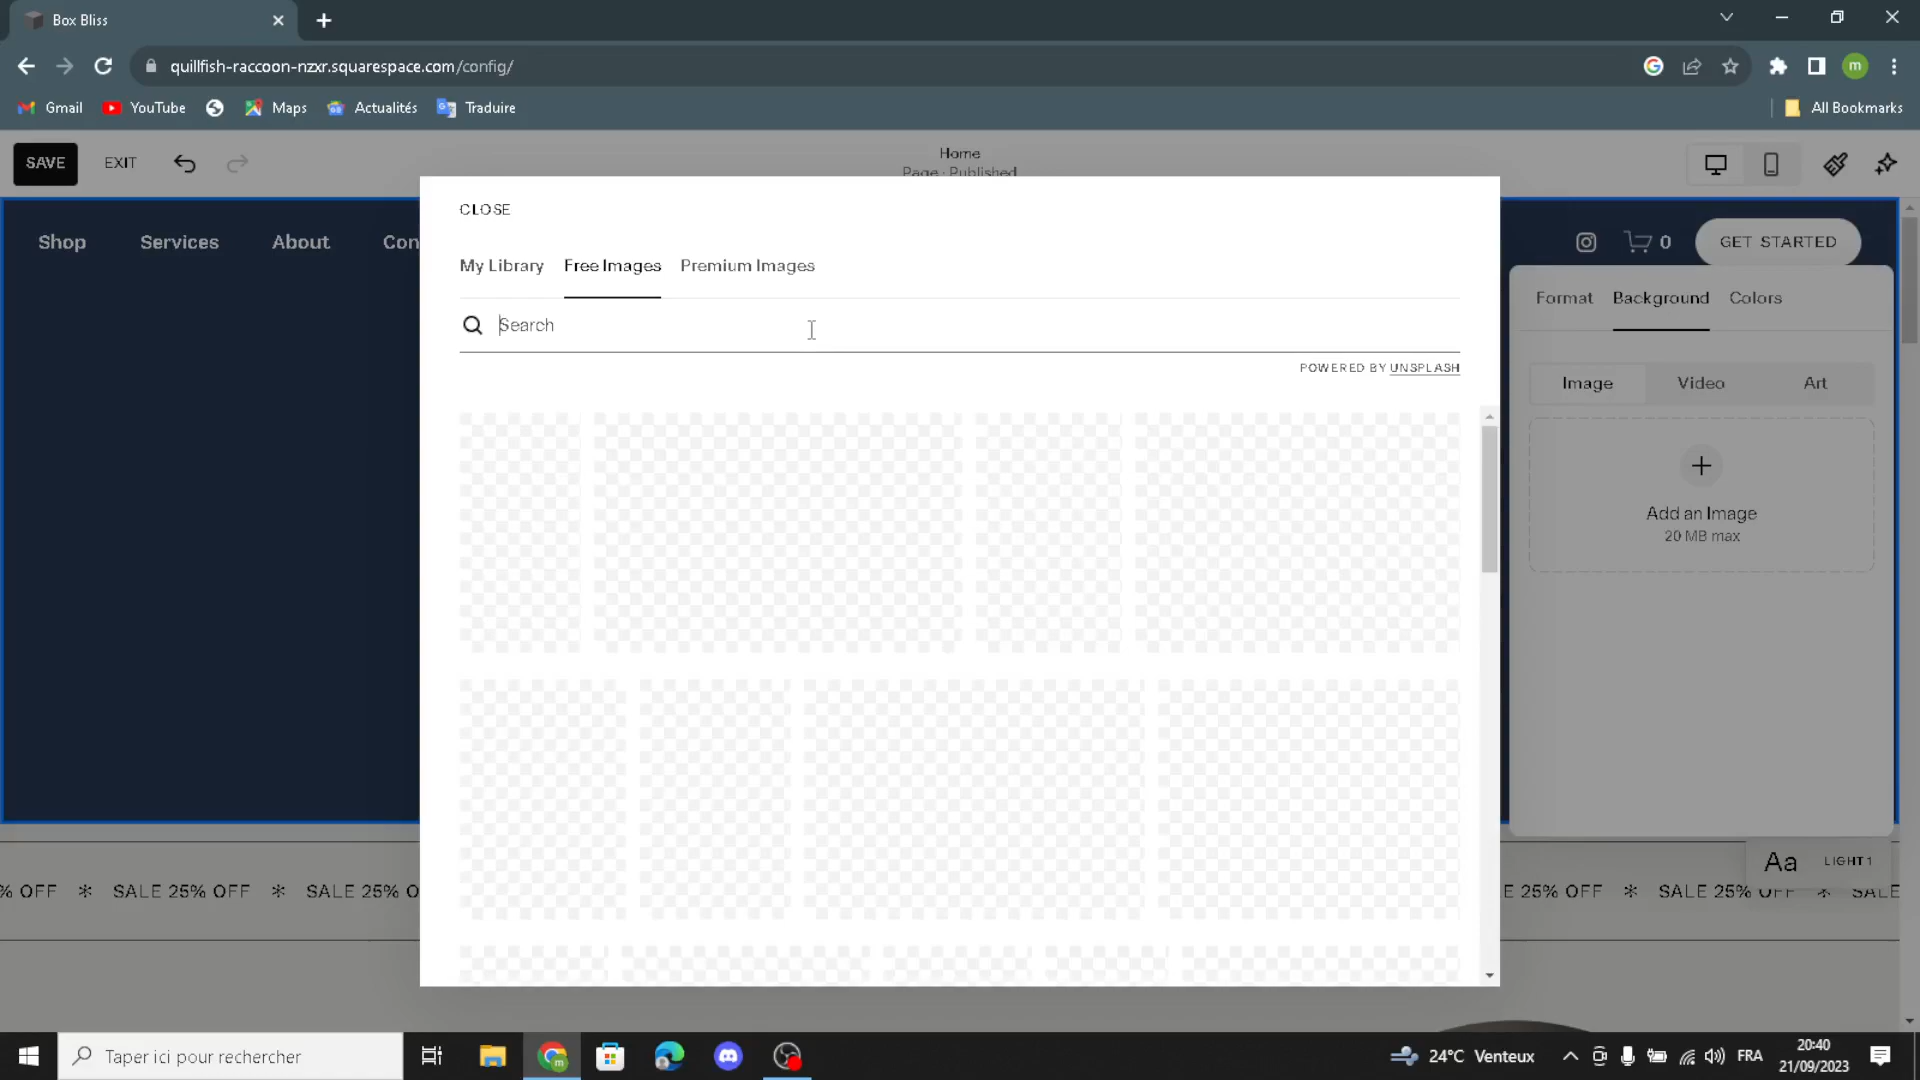 Box Bliss
quillfish-raccoon-nzxr.squarespace.com/config/
m
Gmail
YouTube
Maps
Actualités
Traduire
All Bookmarks
SAVE
EXIT
Home
Page · Published
Shop
Services
About
Con
0
GET STARTED
CLOSE
My Library
Free Images
Premium Images
Search
POWERED BY UNSPLASH
Format
Background
Colors
Image
Video
Art
Add an Image
20 MB max
Aa
LIGHT 1
% OFF * SALE 25% OFF * SALE 25% O
E 25% OFF * SALE 25% OFF * SALE
Taper ici pour rechercher
24°C Venteux
FRA
20:40
21/09/2023